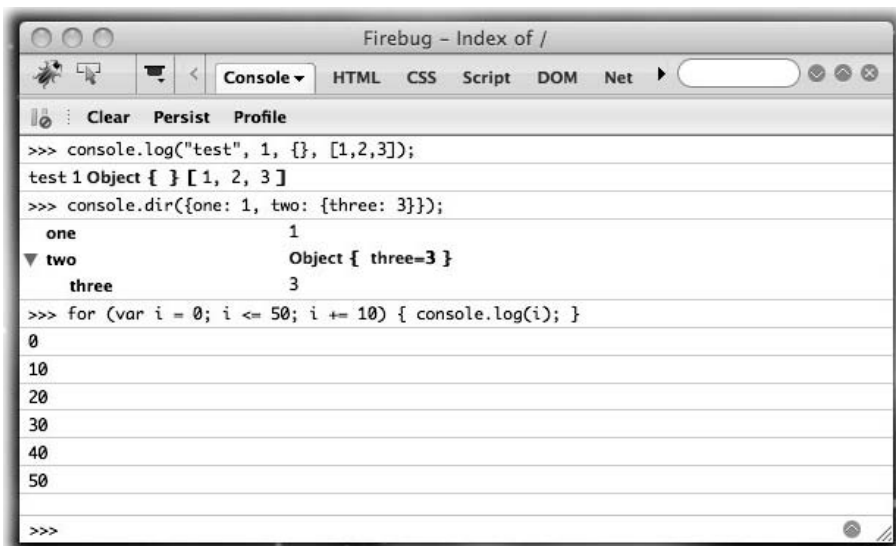 Firebug – Index of /
Console HTML CSS Script DOM Net
Clear Persist Profile
>>> console.log("test", 1, {}, [1,2,3]);
test 1 Object { } [ 1, 2, 3 ]
>>> console.dir({one: 1, two: {three: 3}});
one 1
two Object { three=3 }
three 3
>>> for (var i = 0; i <= 50; i += 10) { console.log(i); }
0
10
20
30
40
50
>>>